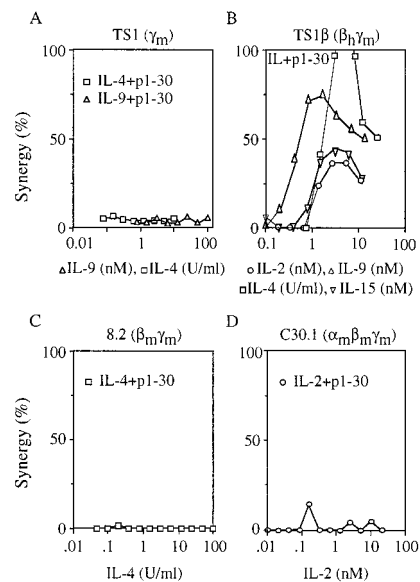 A
TS1 (γm)
100
50
0
Synergy (%)
□ IL-4+p1-30
△ IL-9+p1-30
.01 .1 1 10 100
△IL-9 (nM), □IL-4 (U/ml)
B
TS1β (βhγm)
100
50
0
IL+p1-30
.1 1 10 100
○ IL-2 (nM), △ IL-9 (nM)
□ IL-4 (U/ml), ▽ IL-15 (nM)
C
8.2 (βmγm)
100
50
0
Synergy (%)
□ IL-4+p1-30
.01 .1 1 10 100
IL-4 (U/ml)
D
C30.1 (αmβmγm)
100
50
0
○ IL-2+p1-30
.01 .1 1 10 100
IL-2 (nM)